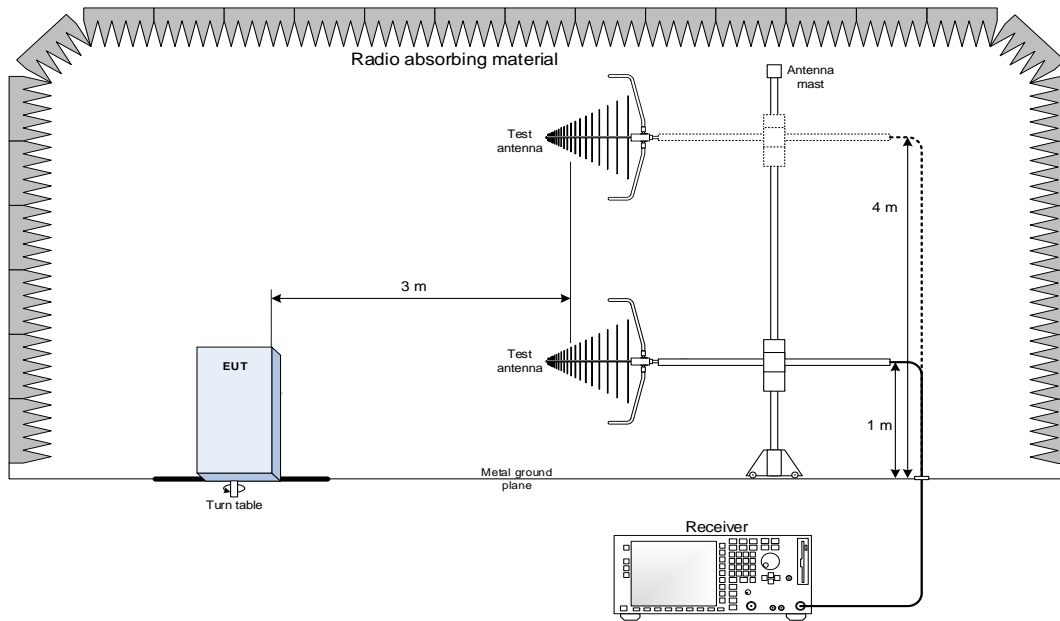 Radio absorbing material
Antenna
mast
Test
antenna
4 m
3 m
Test
antenna
EUT
1 m
Metal ground
plane
Turn table
Receiver